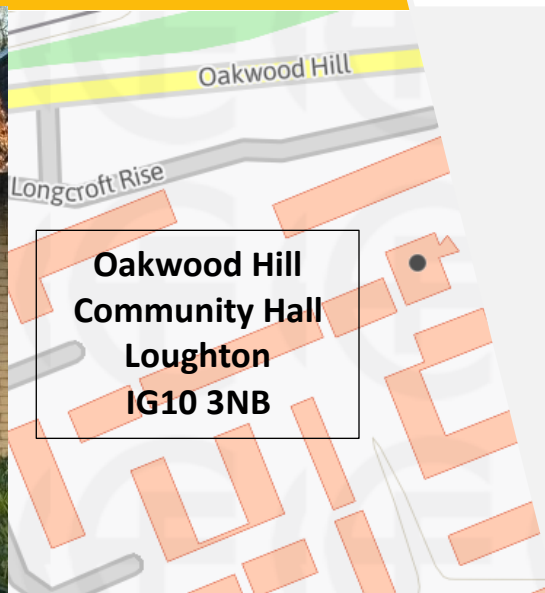 Oakwood Hill
Longcroft Rise
Oakwood Hill
Community Hall
Loughton
IG10 3NB